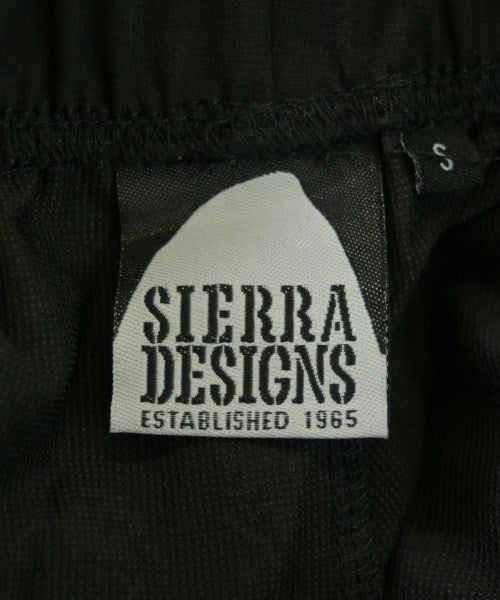 S
SIERRA
DESIGNS
ESTABLISHED 1965